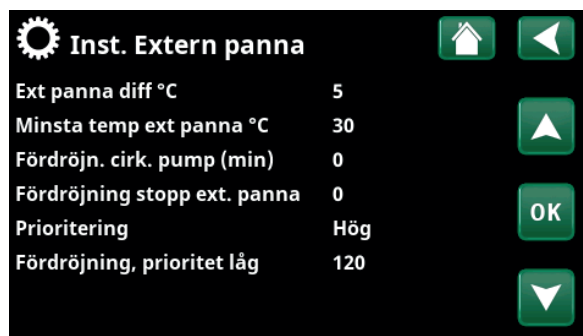 Inst. Extern panna
Ext panna diff °C 5
Minsta temp ext panna °C 30
Fördröjn. cirk. pump (min) 0
Fördröjning stopp ext. panna 0
Prioritering Hög
Fördröjning, prioritet låg 120
OK